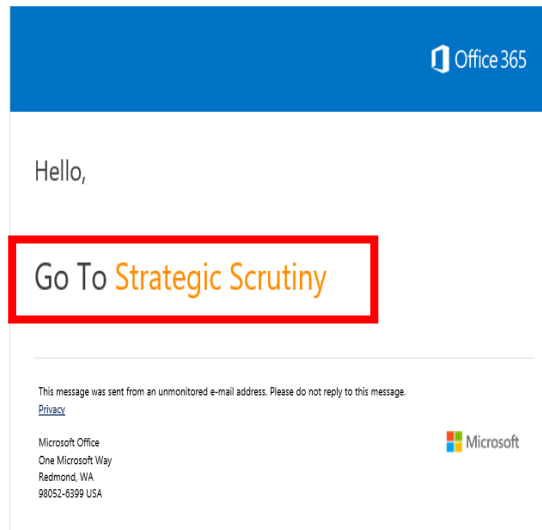 Office 365
Hello,
Go To Strategic Scrutiny
This message was sent from an unmonitored e-mail address. Please do not reply to this message.
Privacy
Microsoft Office
One Microsoft Way
Redmond, WA
98052-6399 USA
Microsoft